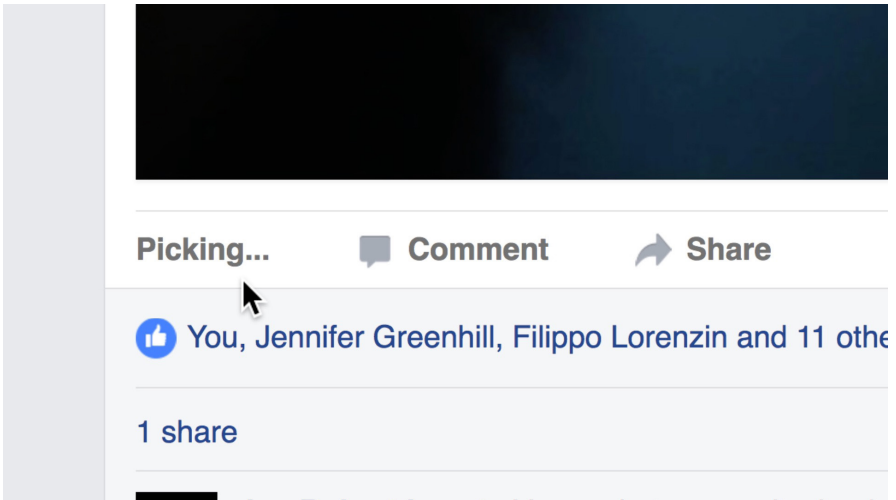 Picking... Comment Share
You, Jennifer Greenhill, Filippo Lorenzin and 11 othe
1 share